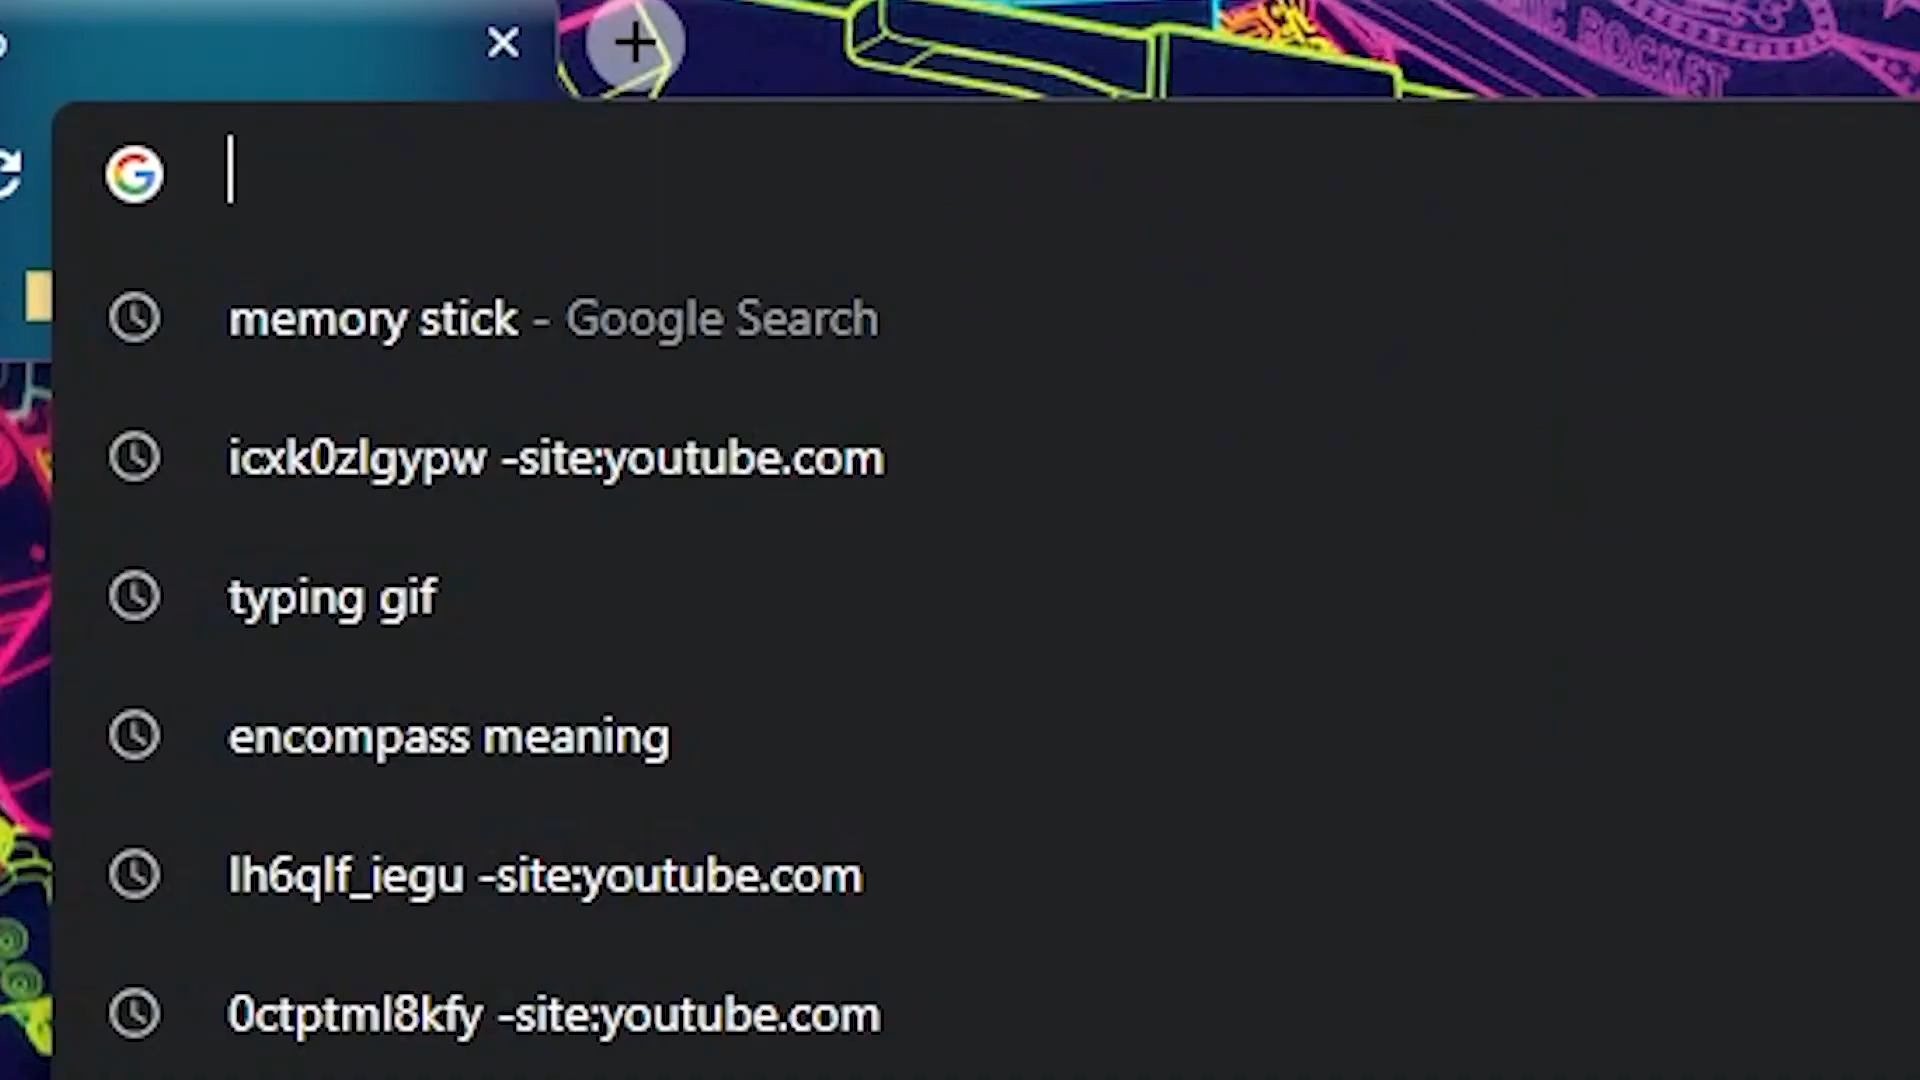 ROCKET
memory stick - Google Search
icxk0zlgypw -site:youtube.com
typing gif
encompass meaning
lh6qlf_iegu -site:youtube.com
0ctptml8kfy -site:youtube.com